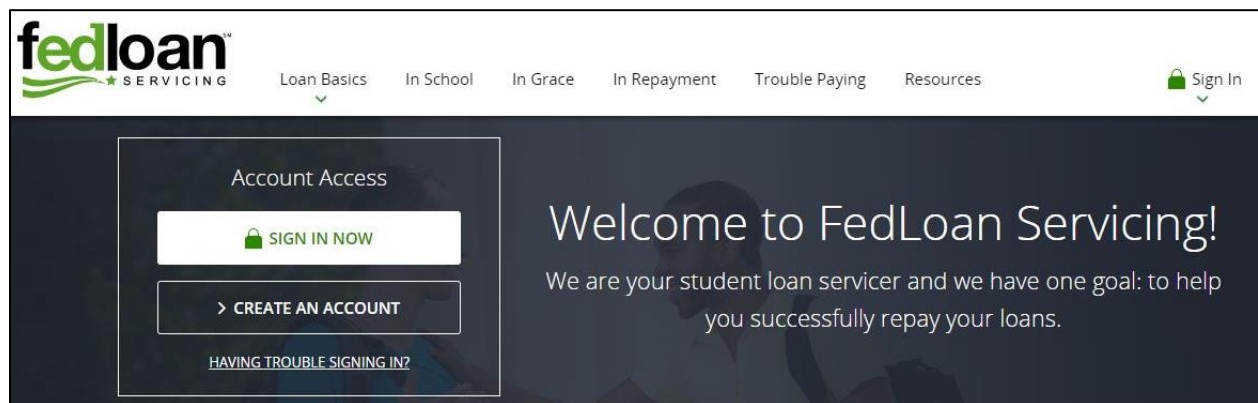 fedloan℠
SERVICING
Loan Basics In School In Grace In Repayment Trouble Paying Resources Sign In
Account Access
SIGN IN NOW
> CREATE AN ACCOUNT
HAVING TROUBLE SIGNING IN?
Welcome to FedLoan Servicing!
We are your student loan servicer and we have one goal: to help
you successfully repay your loans.